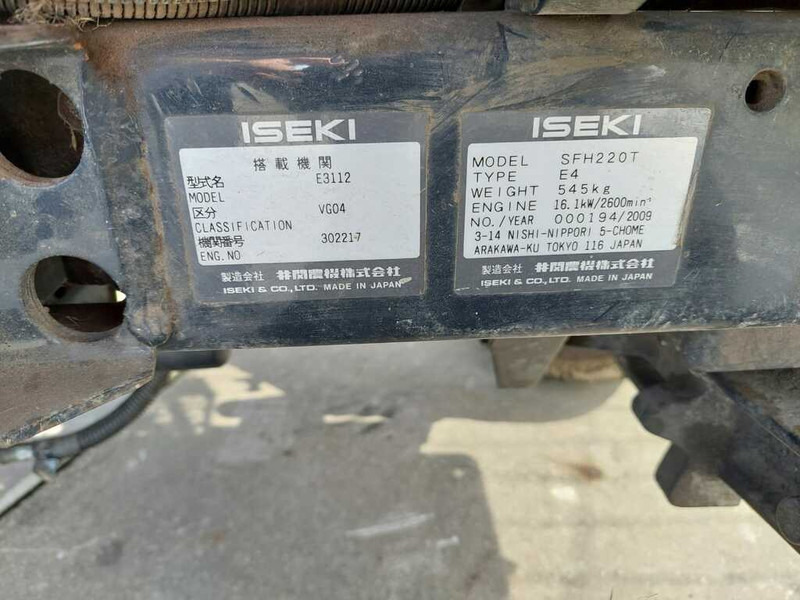 ISEKI
搭載機関
型式名 E3112
MODEL
区分 VG04
CLASSIFICATION
機関番号 302217
ENG.NO
製造会社 井関農機株式会社
ISEKI & CO., LTD. MADE IN JAPAN
ISEKI
MODEL SFH220T
TYPE E4
WEIGHT 545kg
ENGINE 16.1kW/2600min⁻¹
NO./YEAR 000194/2009
3-14 NISHI-NIPPORI 5-CHOME
ARAKAWA-KU TOKYO 116 JAPAN
製造会社 井関農機株式会社
ISEKI & CO., LTD. MADE IN JAPAN